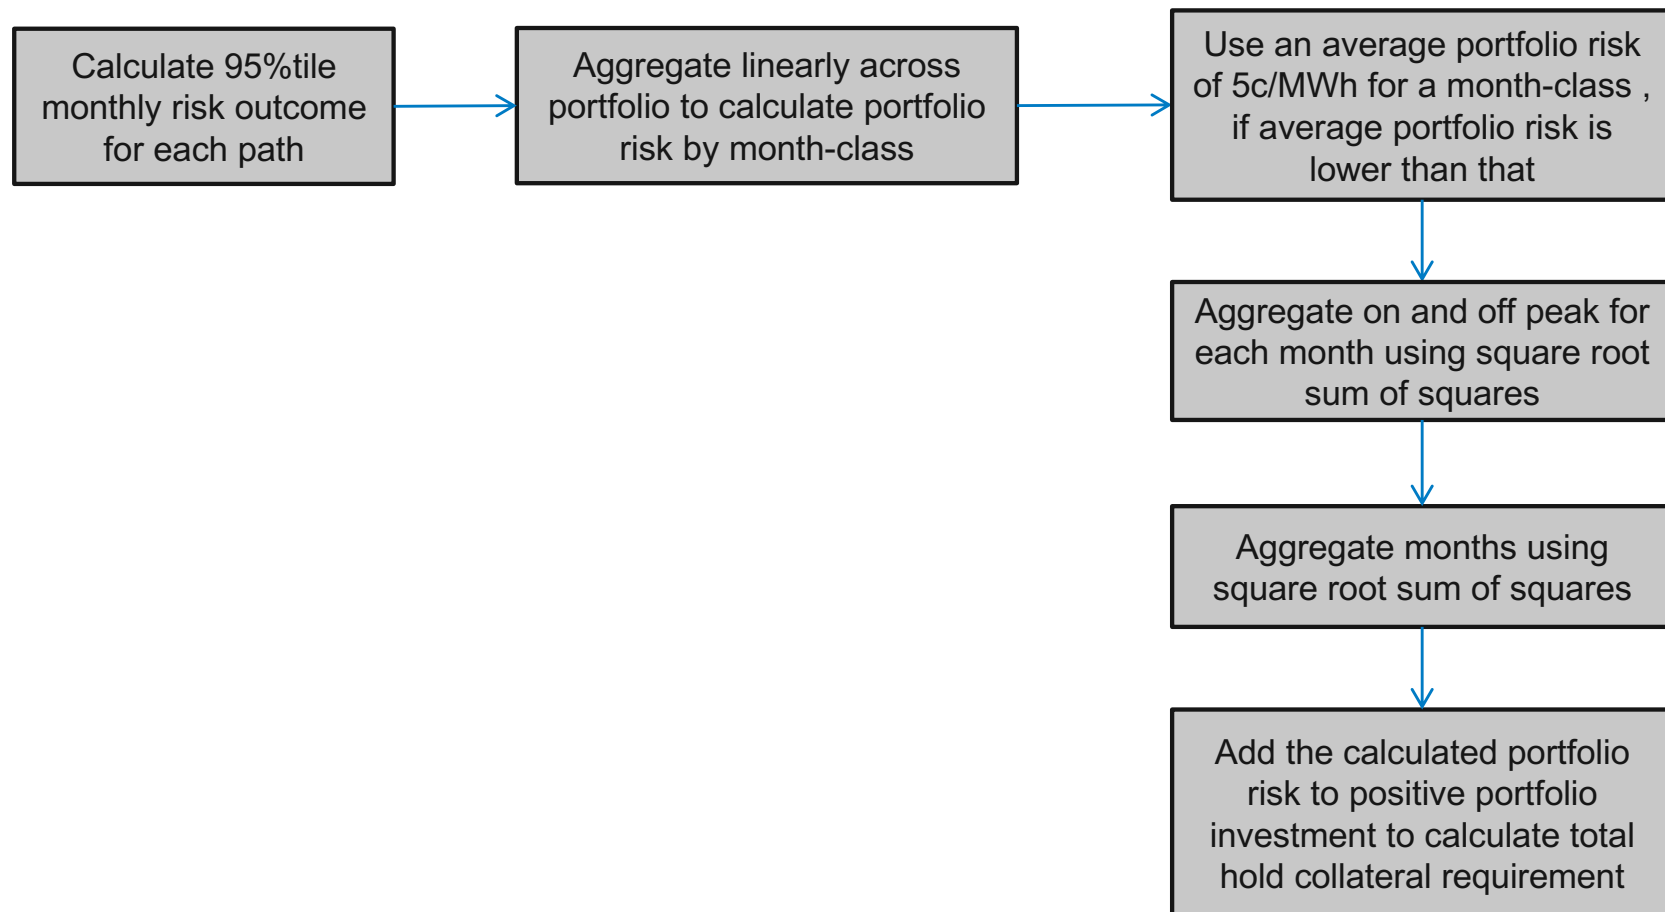 Calculate 95%tile
monthly risk outcome
for each path
Aggregate linearly across
portfolio to calculate portfolio
risk by month-class
Use an average portfolio risk
of 5c/MWh for a month-class ,
if average portfolio risk is
lower than that
Aggregate on and off peak for
each month using square root
sum of squares
Aggregate months using
square root sum of squares
Add the calculated portfolio
risk to positive portfolio
investment to calculate total
hold collateral requirement